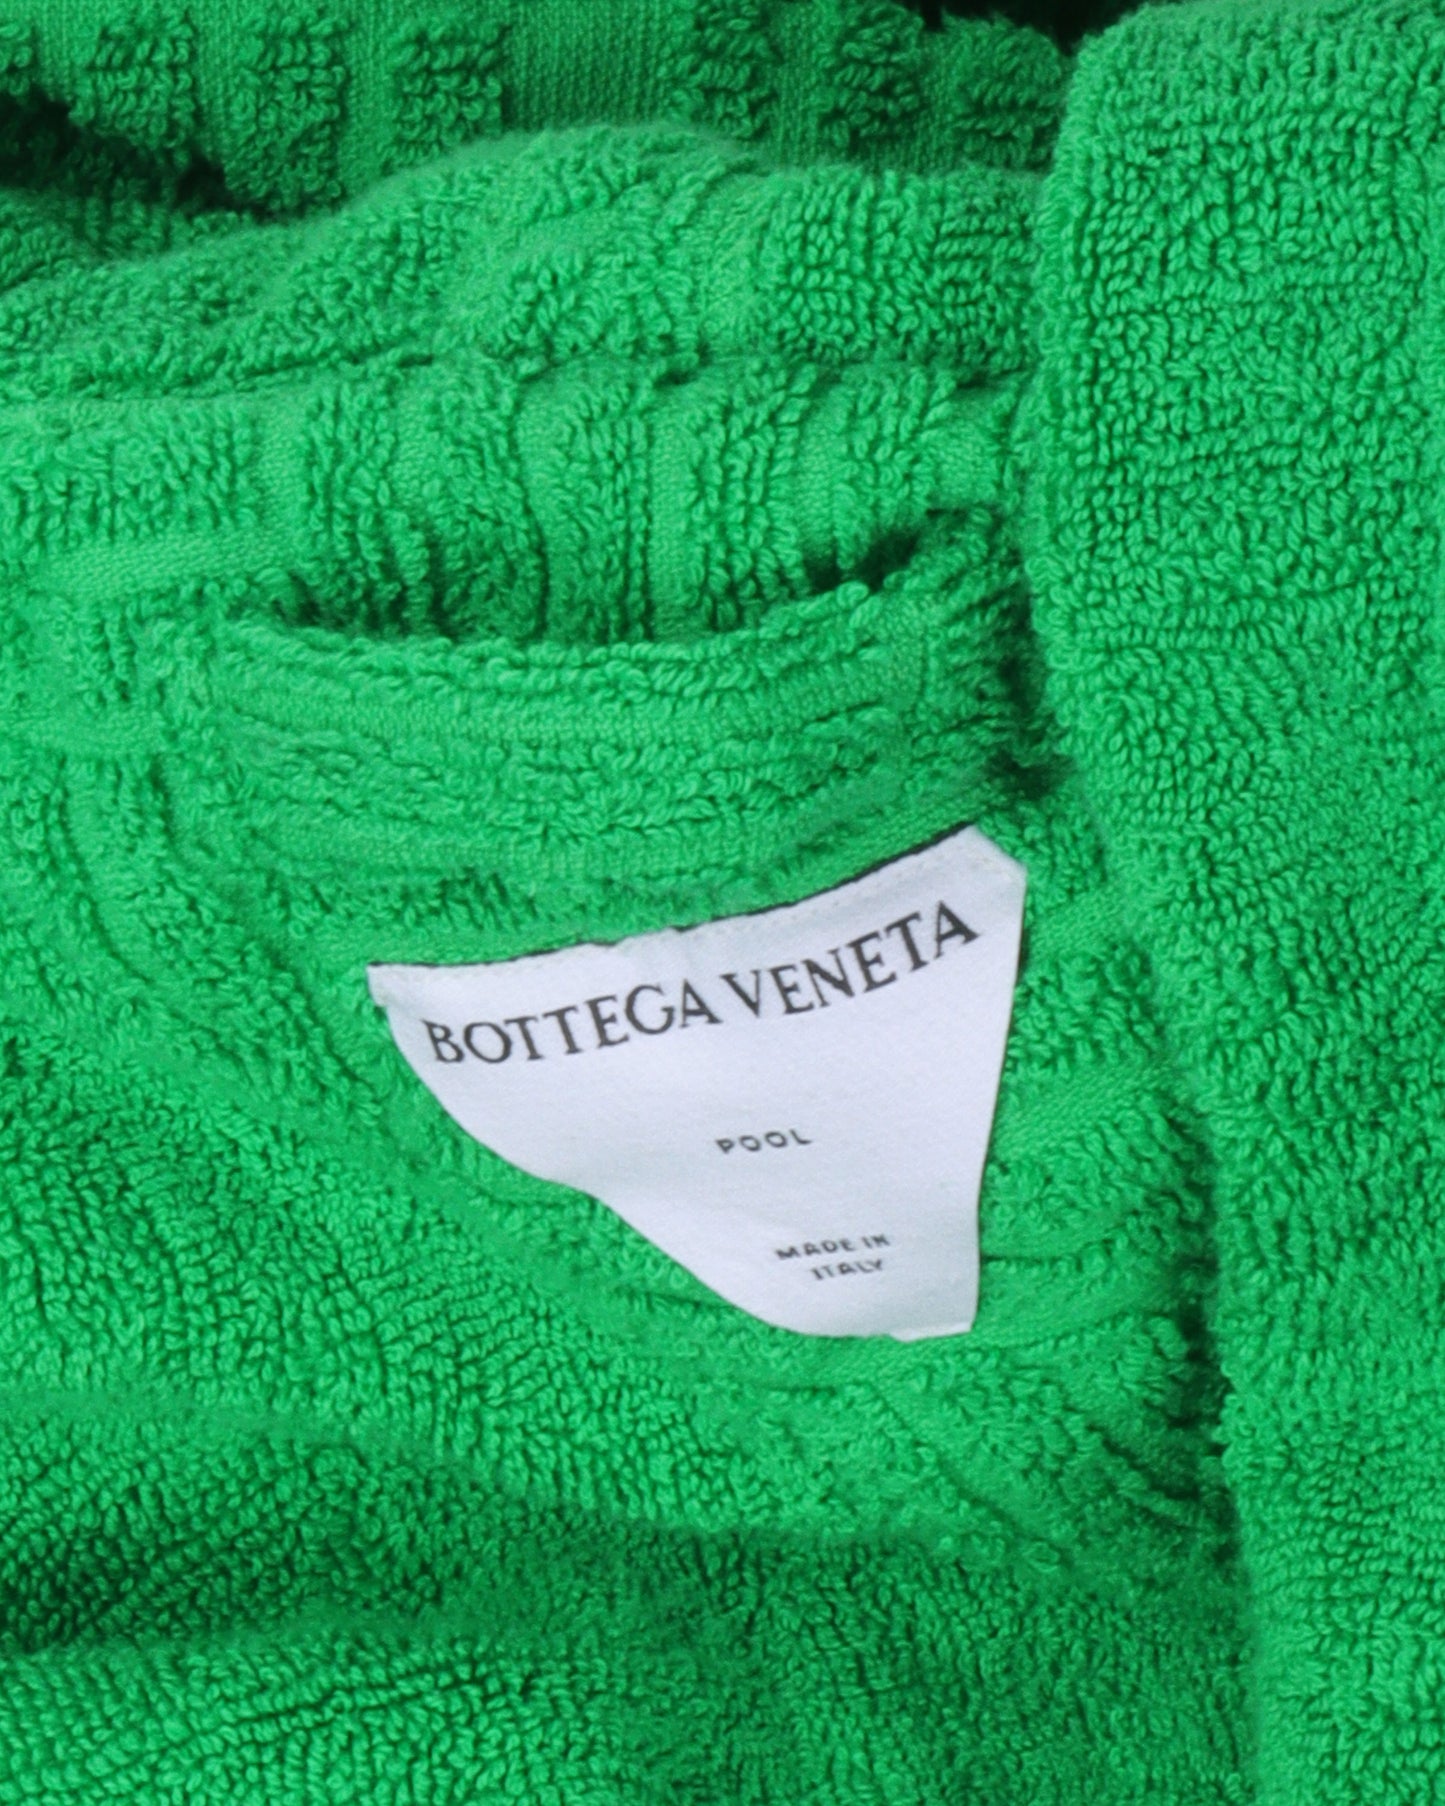 BOTTEGA VENETA
POOL
MADE IN
ITALY